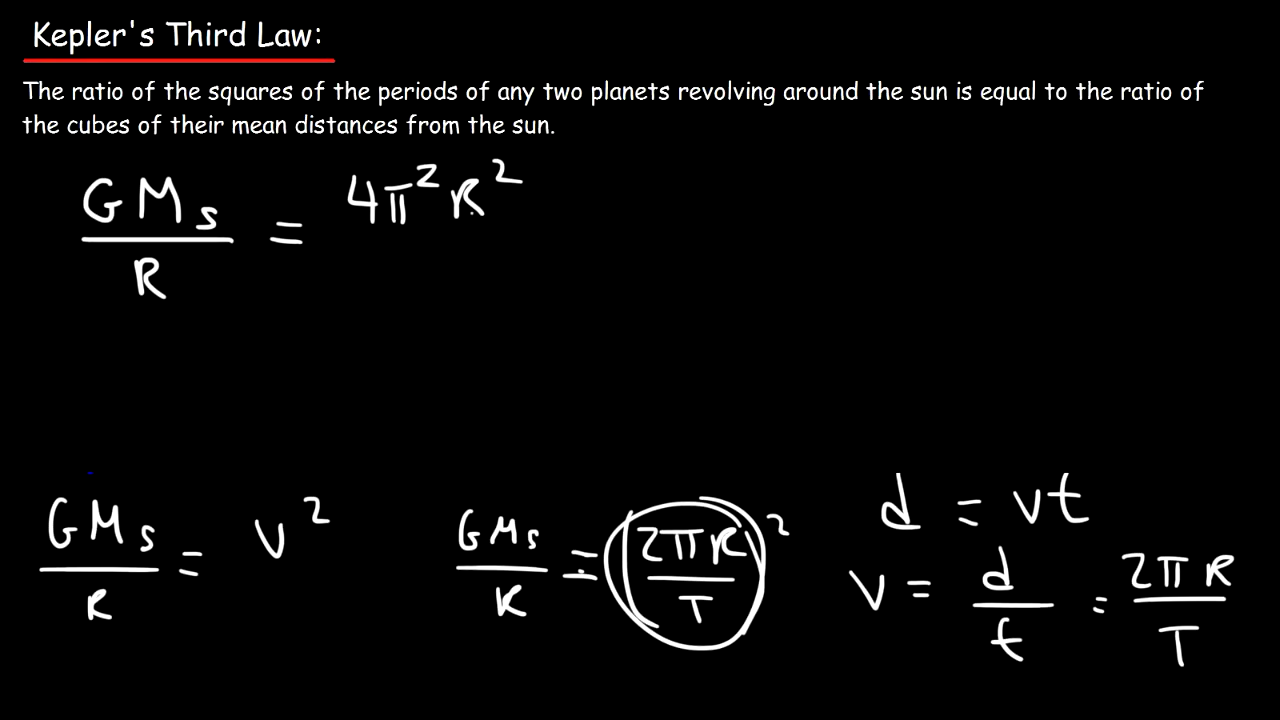 Kepler's Third Law:
The ratio of the squares of the periods of any two planets revolving around the sun is equal to the ratio of
the cubes of their mean distances from the sun.
GMs/R = 4π²R²
GMs/R = v²
GMs/R = (2πR/T)²
d = vt
v = d/t = 2πR/T